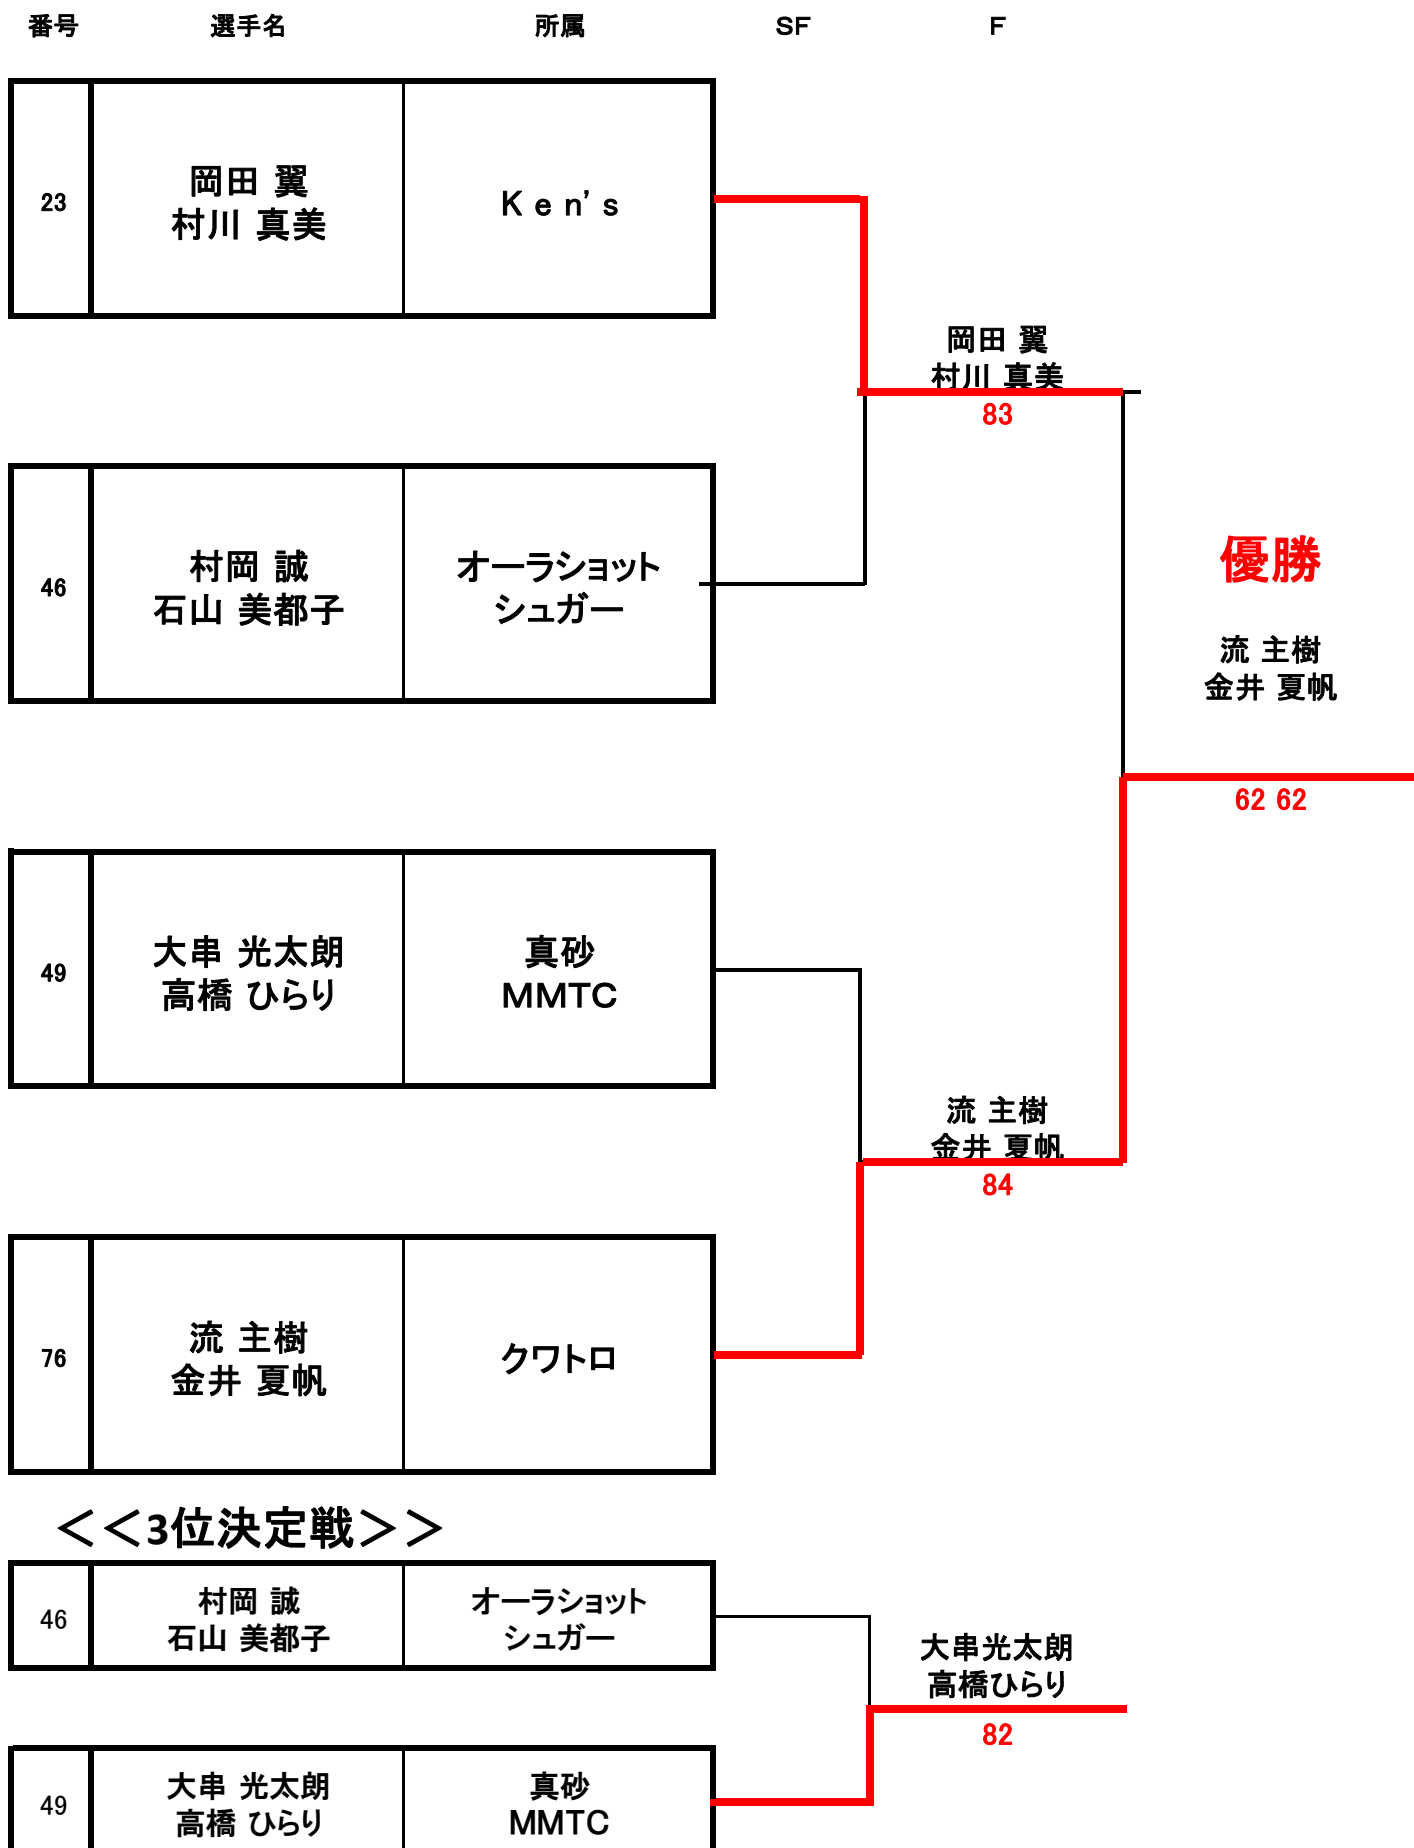 番号 選手名 所属 SF F
23
岡田 翼
村川 真美
Ken's
岡田 翼
村川 真美
83
46
村岡 誠
石山 美都子
オーラショット
シュガー
優勝
流 主樹
金井 夏帆
62 62
49
大串 光太朗
高橋 ひらり
真砂
MMTC
流 主樹
金井 夏帆
84
76
流 主樹
金井 夏帆
クワトロ
＜＜3位決定戦＞＞
46
村岡 誠
石山 美都子
オーラショット
シュガー
大串光太朗
高橋ひらり
82
49
大串 光太朗
高橋 ひらり
真砂
MMTC